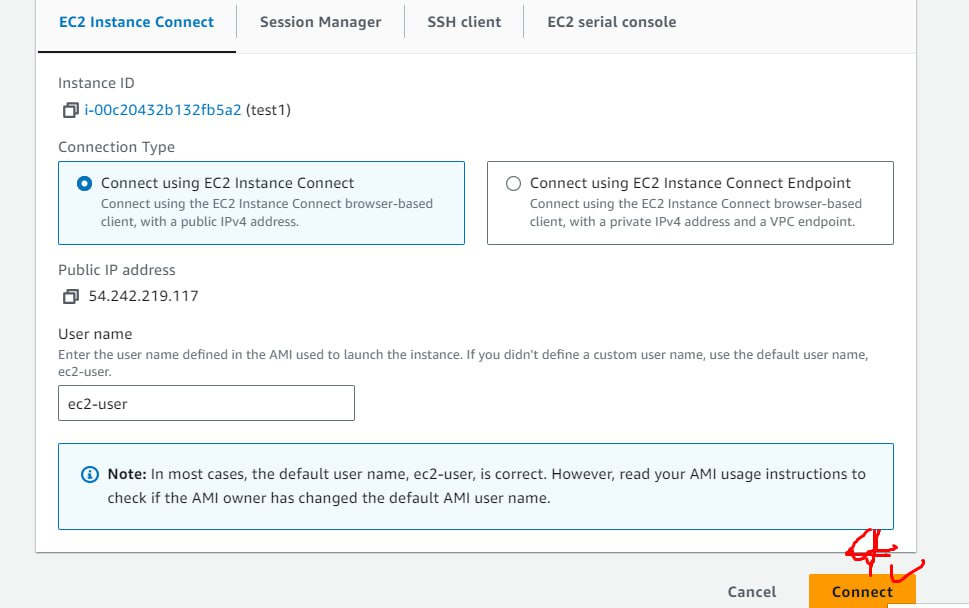 EC2 Instance Connect
Session Manager
SSH client
EC2 serial console
Instance ID
i-00c20432b132fb5a2 (test1)
Connection Type
Connect using EC2 Instance Connect
Connect using the EC2 Instance Connect browser-based
client, with a public IPv4 address.
Connect using EC2 Instance Connect Endpoint
Connect using the EC2 Instance Connect browser-based
client, with a private IPv4 address and a VPC endpoint.
Public IP address
54.242.219.117
User name
Enter the user name defined in the AMI used to launch the instance. If you didn't define a custom user name, use the default user name,
ec2-user.
ec2-user
Note: In most cases, the default user name, ec2-user, is correct. However, read your AMI usage instructions to
check if the AMI owner has changed the default AMI user name.
4
Cancel
Connect